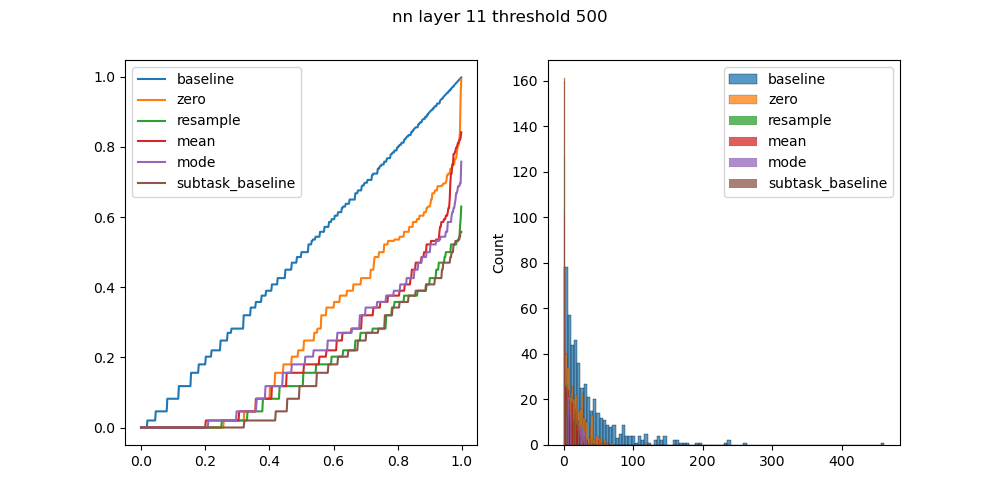 nn layer 11 threshold 500
baseline
zero
resample
mean
mode
subtask_baseline
1.0
0.8
0.6
0.4
0.2
0.0
0.0
0.2
0.4
0.6
0.8
1.0
Count
160
140
120
100
80
60
40
20
0
baseline
zero
resample
mean
mode
subtask_baseline
0
100
200
300
400